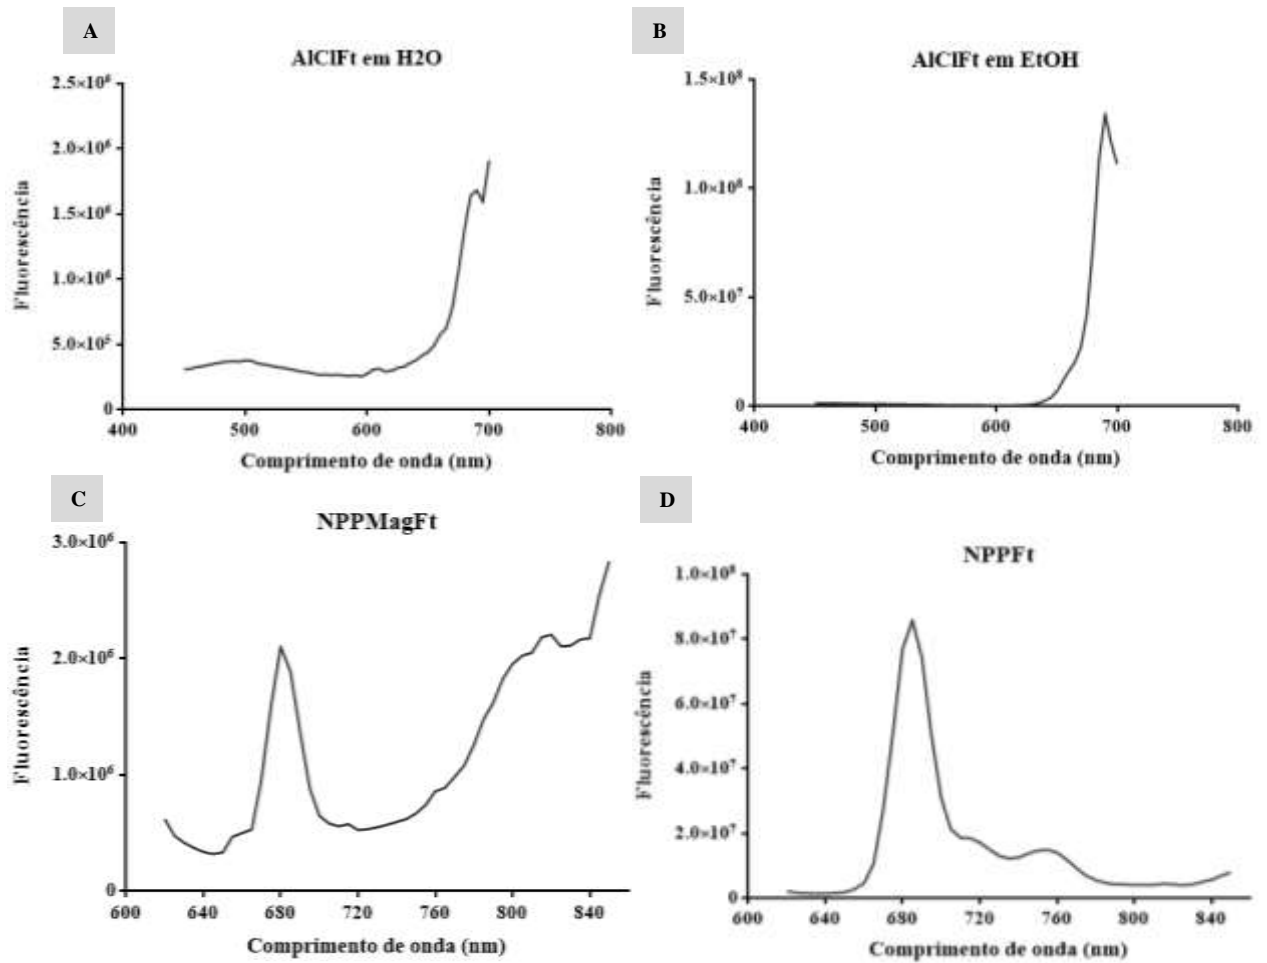 A
AlClFt em H2O
2.5×10⁶
2.0×10⁶
1.5×10⁶
1.0×10⁶
5.0×10⁵
0
Fluorescência
400 500 600 700 800
Comprimento de onda (nm)
B
AlClFt em EtOH
1.5×10⁸
1.0×10⁸
5.0×10⁷
0
Fluorescência
400 500 600 700 800
Comprimento de onda (nm)
C
NPPMagFt
3.0×10⁶
2.0×10⁶
1.0×10⁶
0
Fluorescência
600 640 680 720 760 800 840
Comprimento de onda (nm)
D
NPPFt
1.0×10⁸
8.0×10⁷
6.0×10⁷
4.0×10⁷
2.0×10⁷
0
Fluorescência
600 640 680 720 760 800 840
Comprimento de onda (nm)